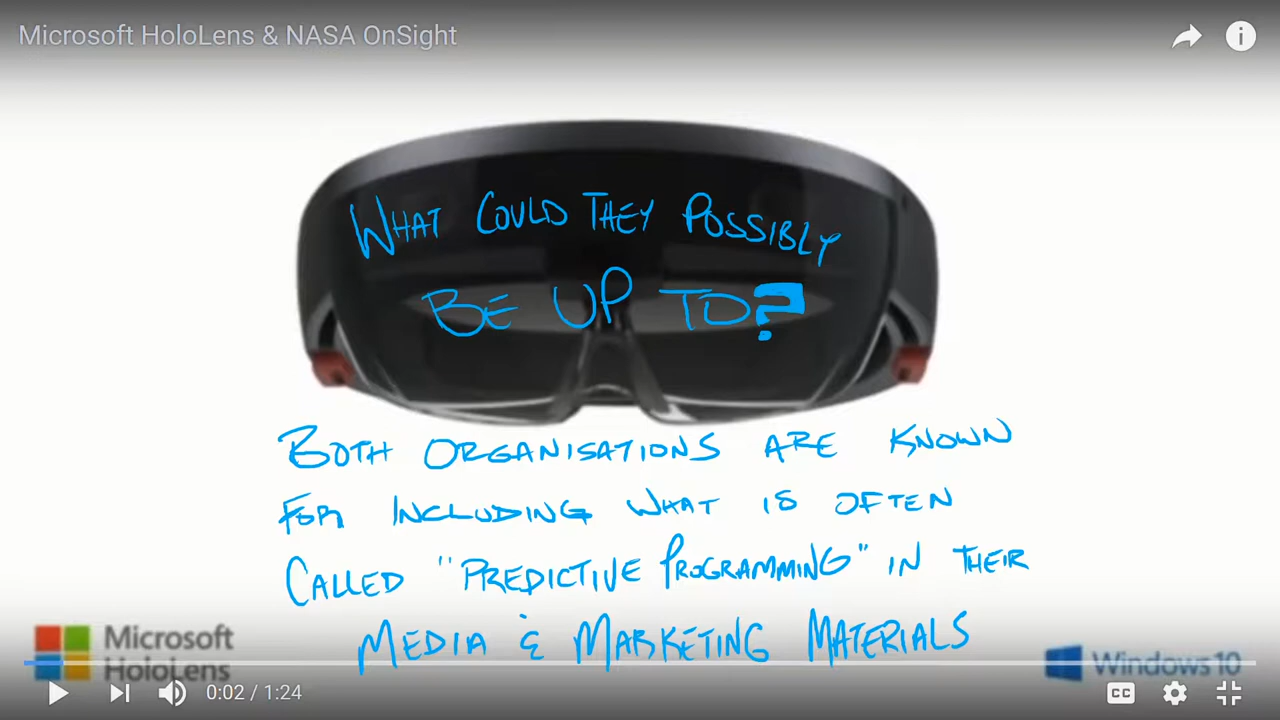 Microsoft HoloLens & NASA OnSight
WHAT COULD THEY POSSIBLY
BE UP TO?
BOTH ORGANISATIONS ARE KNOWN
FOR INCLUDING WHAT IS OFTEN
CALLED "PREDICTIVE PROGRAMMING" IN THEIR
MEDIA & MARKETING MATERIALS
Microsoft
HoloLens
Windows 10
0:02 / 1:24
CC